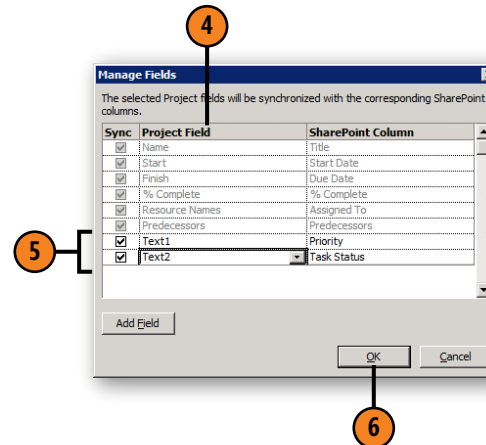 4
Manage Fields
The selected Project fields will be synchronized with the corresponding SharePoint
columns.
Sync Project Field SharePoint Column
Name Title
Start Start Date
Finish Due Date
% Complete % Complete
Resource Names Assigned To
Predecessors Predecessors
5
Text1 Priority
Text2 Task Status
Add Field
OK Cancel
6